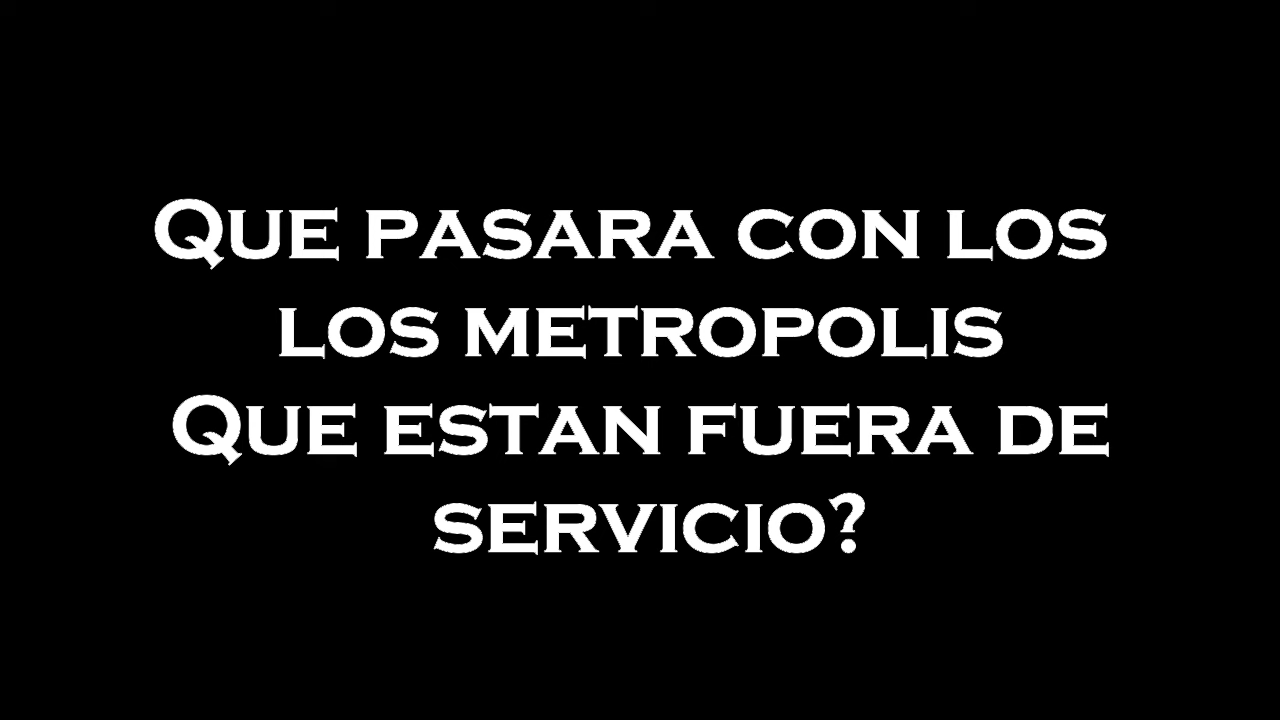 Que pasara con los
los metropolis
Que estan fuera de
servicio?